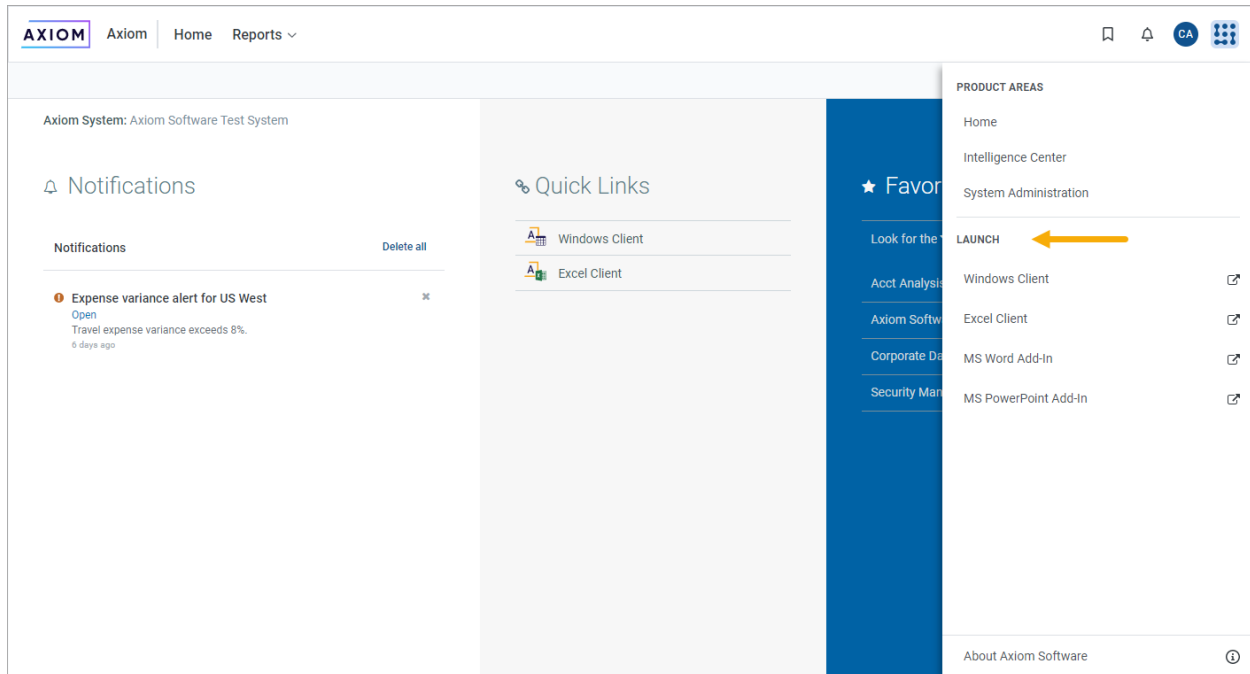 AXIOM Axiom Home Reports CA
Axiom System: Axiom Software Test System
Notifications
Notifications Delete all
Expense variance alert for US West
Open
Travel expense variance exceeds 8%.
6 days ago
Quick Links
Windows Client
Excel Client
Favor
Look for the
Acct Analysis
Axiom Softw
Corporate Da
Security Man
PRODUCT AREAS
Home
Intelligence Center
System Administration
LAUNCH
Windows Client
Excel Client
MS Word Add-In
MS PowerPoint Add-In
About Axiom Software